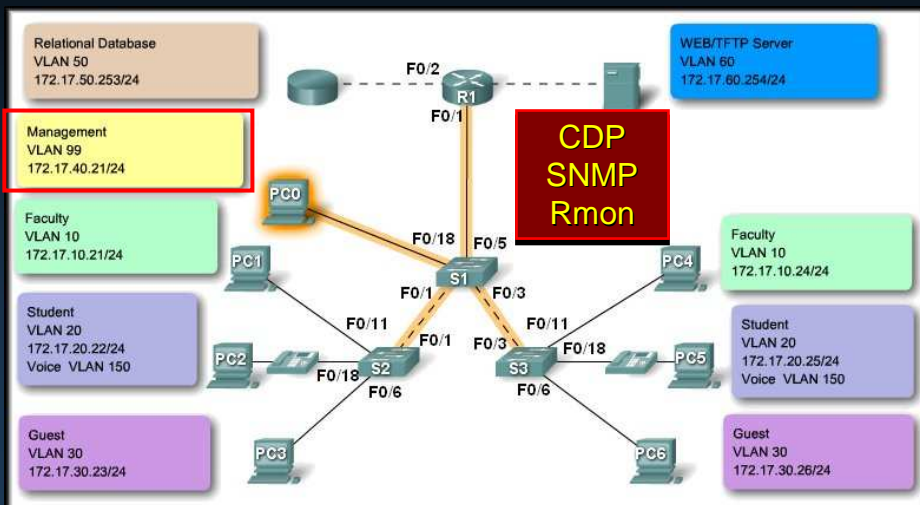 Relational Database
VLAN 50
172.17.50.253/24
WEB/TFTP Server
VLAN 60
172.17.60.254/24
F0/2
R1
F0/1
CDP
SNMP
Rmon
Management
VLAN 99
172.17.40.21/24
PC0
Faculty
VLAN 10
172.17.10.21/24
F0/18
F0/5
Faculty
VLAN 10
172.17.10.24/24
PC1
S1
PC4
F0/1
F0/3
Student
VLAN 20
172.17.20.22/24
Voice VLAN 150
F0/11
F0/1
F0/3
F0/11
Student
VLAN 20
172.17.20.25/24
Voice VLAN 150
PC2
F0/18
S2
S3
F0/18
PC5
F0/6
F0/6
Guest
VLAN 30
172.17.30.23/24
PC3
PC6
Guest
VLAN 30
172.17.30.26/24